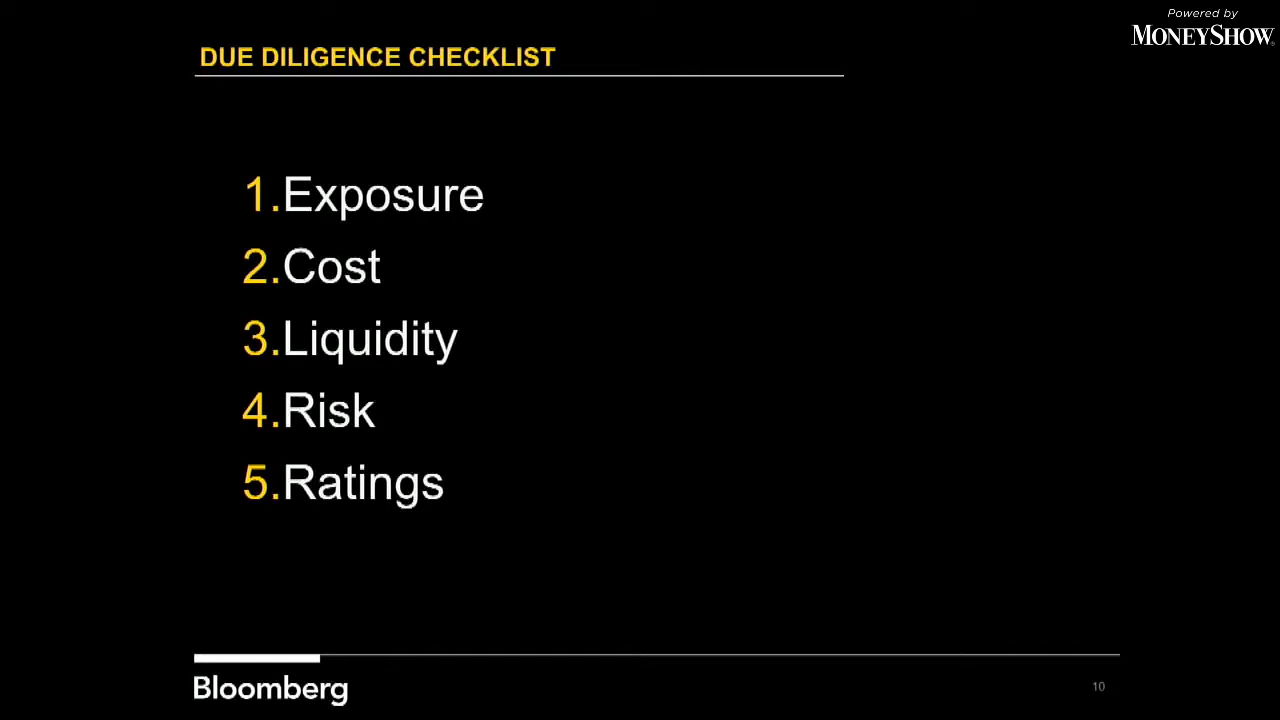 Powered by
MONEYSHOW
DUE DILIGENCE CHECKLIST
1.Exposure
2.Cost
3.Liquidity
4.Risk
5.Ratings
Bloomberg
10